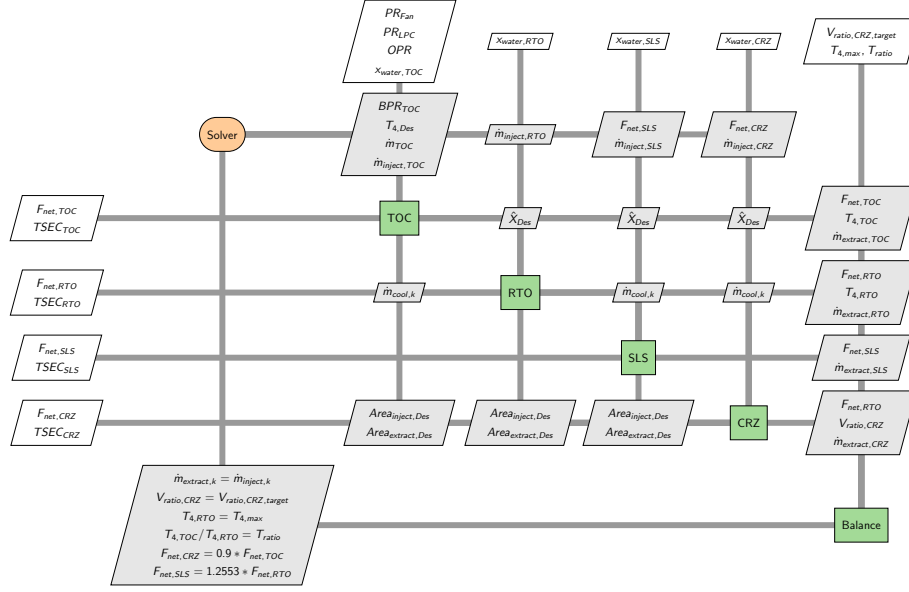 PR_Fan
PR_LPC
OPR
x_water,TOC
x_water,RTO
x_water,SLS
x_water,CRZ
V_ratio,CRZ,target
T_4,max, T_ratio
Solver
BPR_TOC
T_4,Des
ṁ_TOC
ṁ_inject,TOC
ṁ_inject,RTO
F_net,SLS
ṁ_inject,SLS
F_net,CRZ
ṁ_inject,CRZ
F_net,TOC
TSEC_TOC
TOC
X̂_Des
X̂_Des
X̂_Des
F_net,TOC
T_4,TOC
ṁ_extract,TOC
F_net,RTO
TSEC_RTO
ṁ_cool,k
RTO
ṁ_cool,k
ṁ_cool,k
F_net,RTO
T_4,RTO
ṁ_extract,RTO
F_net,SLS
TSEC_SLS
SLS
F_net,SLS
ṁ_extract,SLS
F_net,CRZ
TSEC_CRZ
Area_inject,Des
Area_extract,Des
Area_inject,Des
Area_extract,Des
Area_inject,Des
Area_extract,Des
CRZ
F_net,RTO
V_ratio,CRZ
ṁ_extract,CRZ
ṁ_extract,k = ṁ_inject,k
V_ratio,CRZ = V_ratio,CRZ,target
T_4,RTO = T_4,max
T_4,TOC/T_4,RTO = T_ratio
F_net,CRZ = 0.9 * F_net,TOC
F_net,SLS = 1.2553 * F_net,RTO
Balance